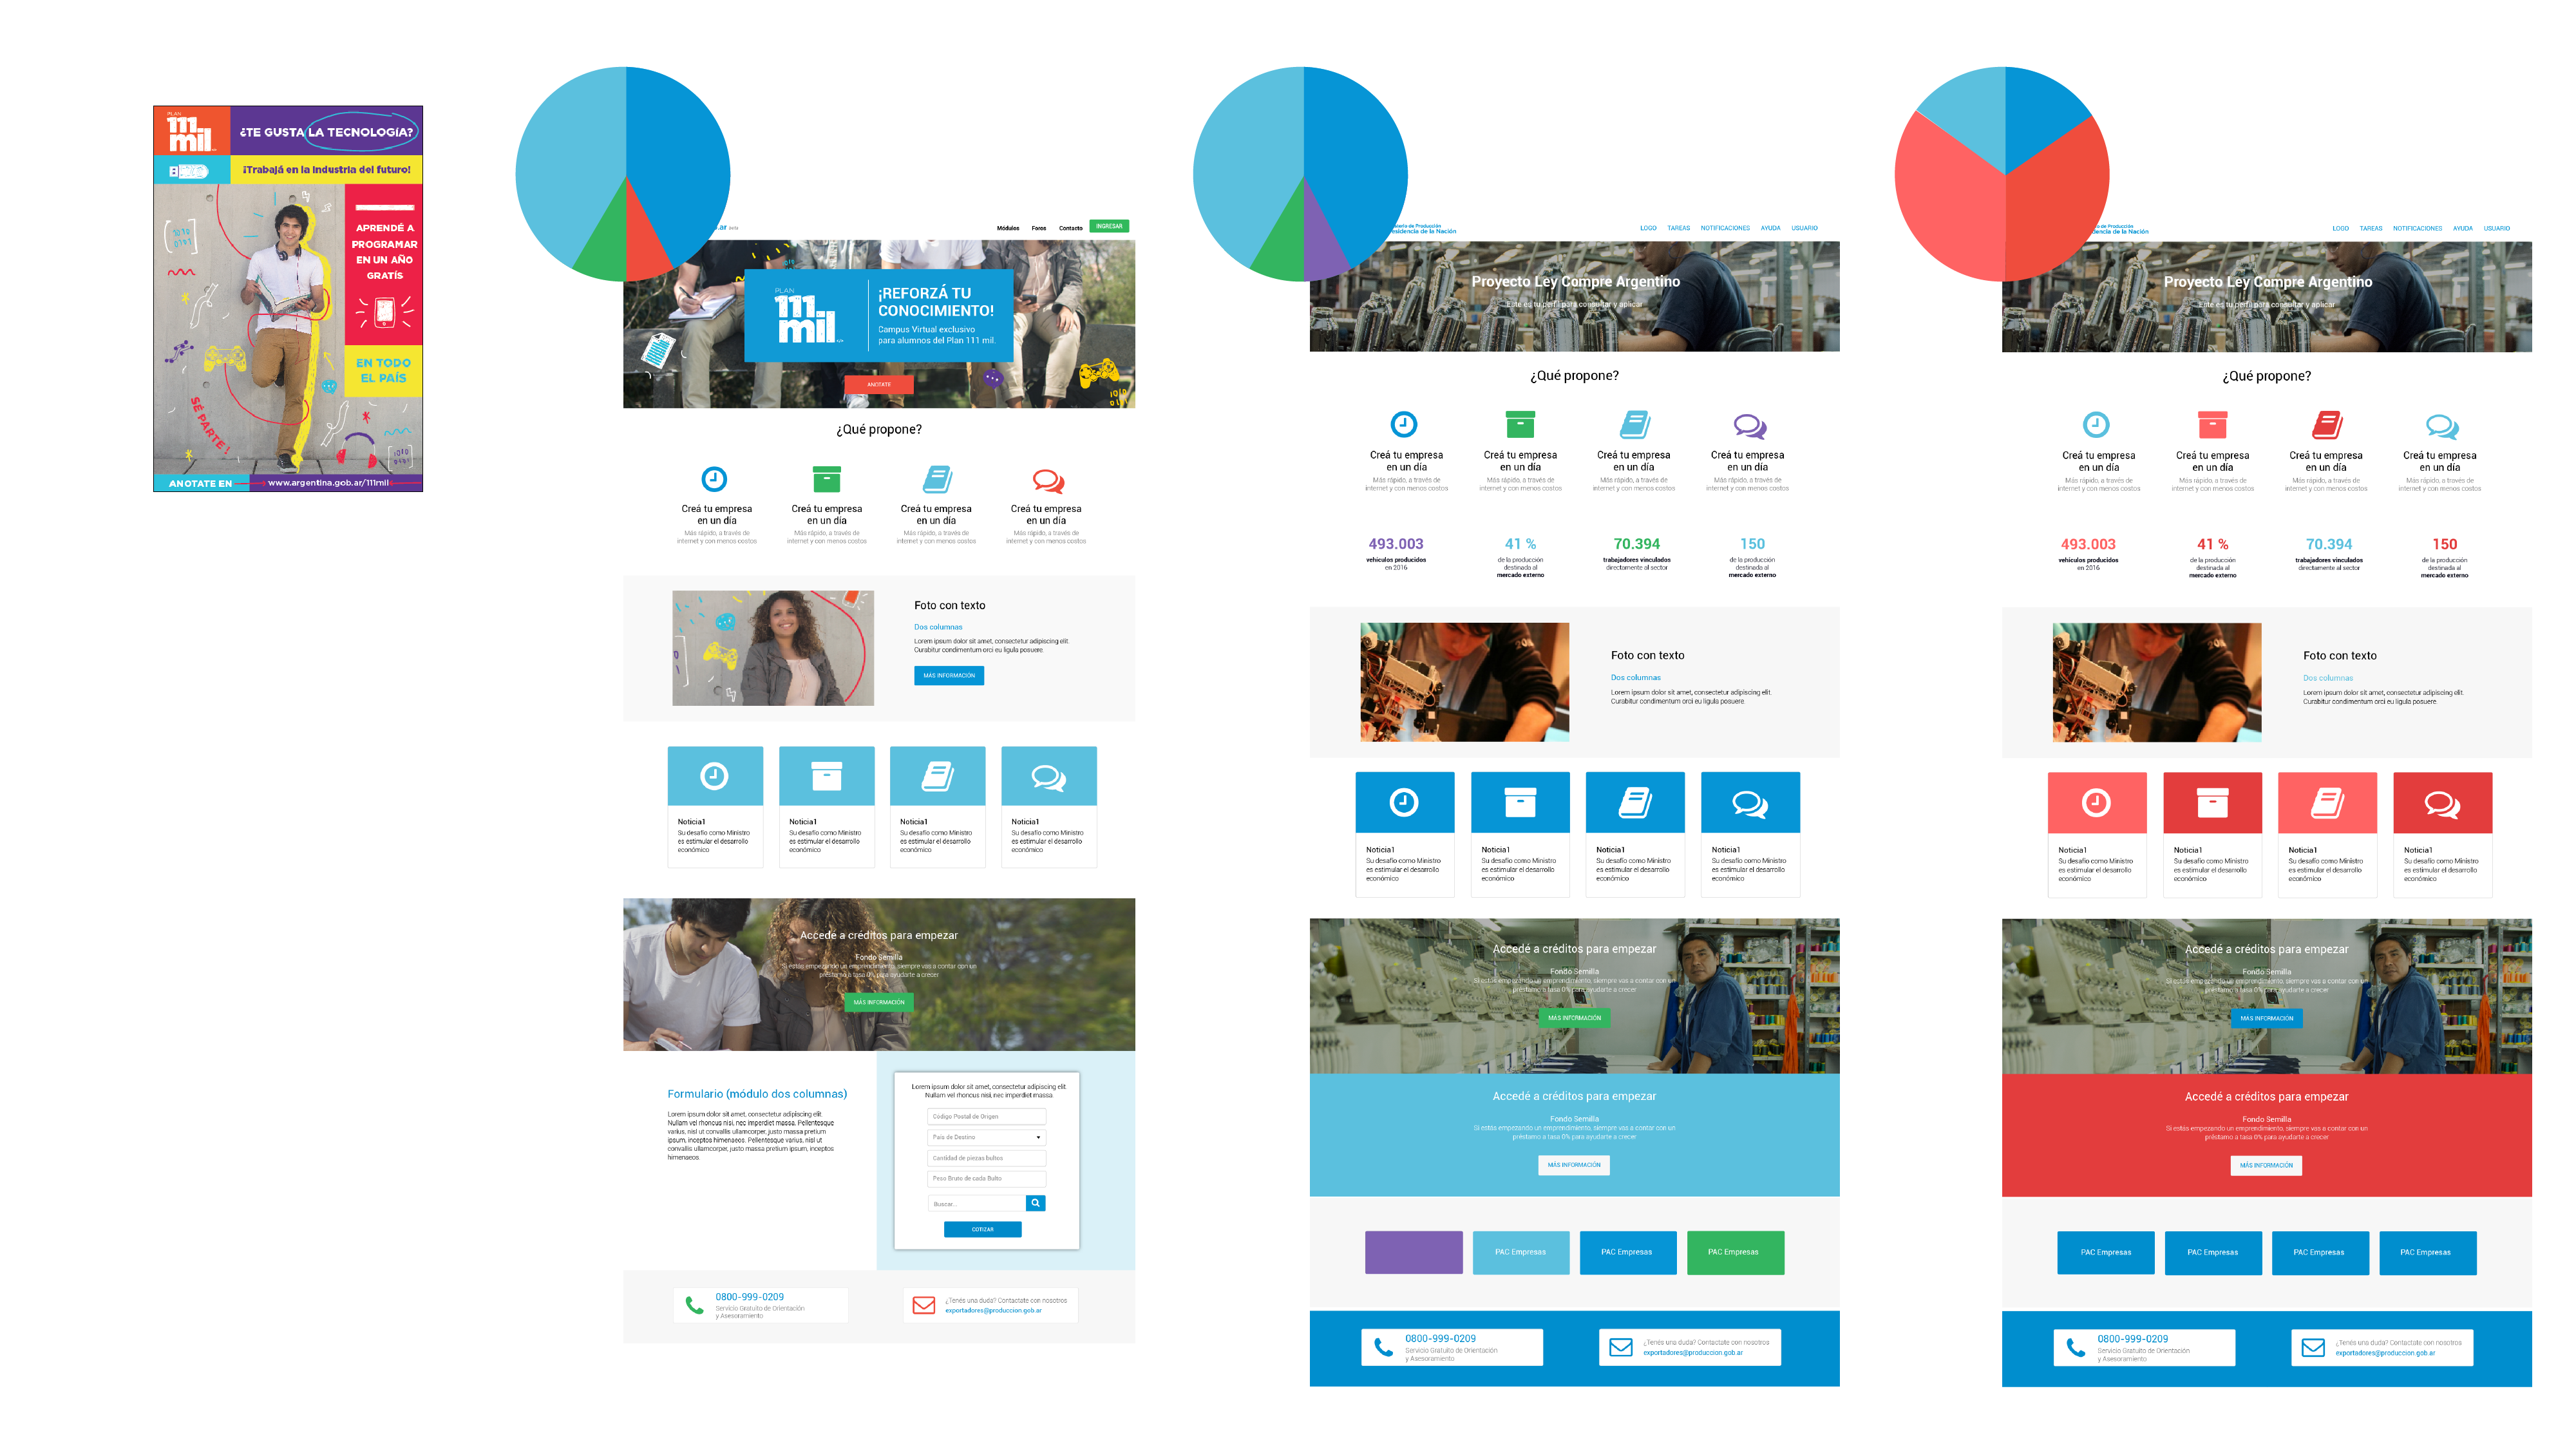 PLAN
111
mil
¿TE GUSTA LA TECNOLOGÍA?
¡Trabajá en la Industria del futuro!
APRENDÉ A
PROGRAMAR
EN UN AÑO
GRATÍS
EN TODO
EL PAÍS
SÉ PARTE!
ANOTATE EN
www.argentina.gob.ar/111mil
.ar beta
Módulos Foros Contacto INGRESAR
PLAN
111
mil
¡REFORZÁ TU
CONOCIMIENTO!
Campus Virtual exclusivo
para alumnos del Plan 111 mil.
ANOTATE
¿Qué propone?
Creá tu empresa
en un día
Más rápido, a través de
internet y con menos costos
Creá tu empresa
en un día
Más rápido, a través de
internet y con menos costos
Creá tu empresa
en un día
Más rápido, a través de
internet y con menos costos
Creá tu empresa
en un día
Más rápido, a través de
internet y con menos costos
Foto con texto
Dos columnas
Lorem ipsum dolor sit amet, consectetur adipiscing elit.
Curabitur condimentum orci eu ligula posuere.
MÁS INFORMACIÓN
Noticia1
Su desafío como Ministro
es estimular el desarrollo
económico
Noticia1
Su desafío como Ministro
es estimular el desarrollo
económico
Noticia1
Su desafío como Ministro
es estimular el desarrollo
económico
Noticia1
Su desafío como Ministro
es estimular el desarrollo
económico
Accedé a créditos para empezar
Fondo Semilla
Si estás empezando un emprendimiento, siempre vas a contar con un
préstamo a tasa 0% para ayudarte a crecer
MÁS INFORMACIÓN
Formulario (módulo dos columnas)
Lorem ipsum dolor sit amet, consectetur adipiscing elit.
Nullam vel rhoncus nisi, nec imperdiet massa. Pellentesque
varius, nisl ut convallis ullamcorper, justo massa pretium
ipsum, inceptos himenaeos. Pellentesque varius, nisl ut
convallis ullamcorper, justo massa pretium ipsum, inceptos
himenaeos.
Lorem ipsum dolor sit amet, consectetur adipiscing elit.
Nullam vel rhoncus nisi, nec imperdiet massa.
Código Postal de Origen
País de Destino
Cantidad de piezas bultos
Peso Bruto de cada Bulto
Buscar...
COTIZAR
0800-999-0209
Servicio Gratuito de Orientación
y Asesoramiento
¿Tenés una duda? Contactate con nosotros
exportadores@produccion.gob.ar
de Producción
Presidencia de la Nación
LOGO TAREAS NOTIFICACIONES AYUDA USUARIO
Proyecto Ley Compre Argentino
Este es tu perfil para consultar y aplicar
¿Qué propone?
Creá tu empresa
en un día
Más rápido, a través de
internet y con menos costos
Creá tu empresa
en un día
Más rápido, a través de
internet y con menos costos
Creá tu empresa
en un día
Más rápido, a través de
internet y con menos costos
Creá tu empresa
en un día
Más rápido, a través de
internet y con menos costos
493.003
vehículos producidos
en 2016
41 %
de la producción
destinada al
mercado externo
70.394
trabajadores vinculados
directamente al sector
150
de la producción
destinada al
mercado externo
Foto con texto
Dos columnas
Lorem ipsum dolor sit amet, consectetur adipiscing elit.
Curabitur condimentum orci eu ligula posuere.
Noticia1
Su desafío como Ministro
es estimular el desarrollo
económico
Noticia1
Su desafío como Ministro
es estimular el desarrollo
económico
Noticia1
Su desafío como Ministro
es estimular el desarrollo
económico
Noticia1
Su desafío como Ministro
es estimular el desarrollo
económico
Accedé a créditos para empezar
Fondo Semilla
Si estás empezando un emprendimiento, siempre vas a contar con un
préstamo a tasa 0% para ayudarte a crecer
MÁS INFORMACIÓN
Accedé a créditos para empezar
Fondo Semilla
Si estás empezando un emprendimiento, siempre vas a contar con un
préstamo a tasa 0% para ayudarte a crecer
MÁS INFORMACIÓN
PAC Empresas
PAC Empresas
PAC Empresas
0800-999-0209
Servicio Gratuito de Orientación
y Asesoramiento
¿Tenés una duda? Contactate con nosotros
exportadores@produccion.gob.ar
de Producción
de la Nación
LOGO TAREAS NOTIFICACIONES AYUDA USUARIO
Proyecto Ley Compre Argentino
Este es tu perfil para consultar y aplicar
¿Qué propone?
Creá tu empresa
en un día
Más rápido, a través de
internet y con menos costos
Creá tu empresa
en un día
Más rápido, a través de
internet y con menos costos
Creá tu empresa
en un día
Más rápido, a través de
internet y con menos costos
Creá tu empresa
en un día
Más rápido, a través de
internet y con menos costos
493.003
vehículos producidos
en 2016
41 %
de la producción
destinada al
mercado externo
70.394
trabajadores vinculados
directamente al sector
150
de la producción
destinada al
mercado externo
Foto con texto
Dos columnas
Lorem ipsum dolor sit amet, consectetur adipiscing elit.
Curabitur condimentum orci eu ligula posuere.
Noticia1
Su desafío como Ministro
es estimular el desarrollo
económico
Noticia1
Su desafío como Ministro
es estimular el desarrollo
económico
Noticia1
Su desafío como Ministro
es estimular el desarrollo
económico
Noticia1
Su desafío como Ministro
es estimular el desarrollo
económico
Accedé a créditos para empezar
Fondo Semilla
Si estás empezando un emprendimiento, siempre vas a contar con un
préstamo a tasa 0% para ayudarte a crecer
MÁS INFORMACIÓN
Accedé a créditos para empezar
Fondo Semilla
Si estás empezando un emprendimiento, siempre vas a contar con un
préstamo a tasa 0% para ayudarte a crecer
MÁS INFORMACIÓN
PAC Empresas
PAC Empresas
PAC Empresas
PAC Empresas
0800-999-0209
Servicio Gratuito de Orientación
y Asesoramiento
¿Tenés una duda? Contactate con nosotros
exportadores@produccion.gob.ar